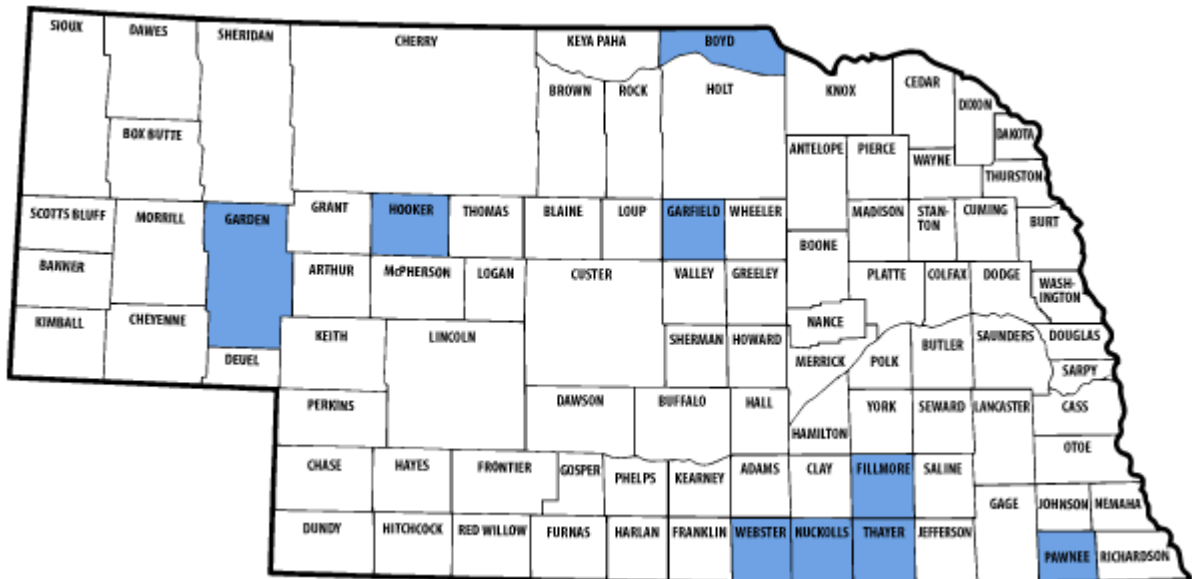 SIOUX
DAWES
SHERIDAN
CHERRY
KEYA PAHA
BOYD
BOX BUTTE
BROWN
ROCK
HOLT
KNOX
CEDAR
DIXON
DAKOTA
ANTELOPE
PIERCE
WAYNE
THURSTON
SCOTTS BLUFF
MORRILL
GARDEN
GRANT
HOOKER
THOMAS
BLAINE
LOUP
GARFIELD
WHEELER
MADISON
STAN-
TON
CUMING
BURT
BOONE
BANNER
ARTHUR
McPHERSON
LOGAN
CUSTER
VALLEY
GREELEY
PLATTE
COLFAX
DODGE
WASH-
INGTON
KIMBALL
CHEYENNE
KEITH
LINCOLN
NANCE
SHERMAN
HOWARD
MERRICK
POLK
BUTLER
SAUNDERS
DOUGLAS
DEUEL
SARPY
PERKINS
DAWSON
BUFFALO
HALL
HAMILTON
YORK
SEWARD
LANCASTER
CASS
OTOE
CHASE
HAYES
FRONTIER
GOSPER
PHELPS
KEARNEY
ADAMS
CLAY
FILLMORE
SALINE
GAGE
JOHNSON
NEMAHA
DUNDY
HITCHCOCK
RED WILLOW
FURNAS
HARLAN
FRANKLIN
WEBSTER
NUCKOLLS
THAYER
JEFFERSON
PAWNEE
RICHARDSON